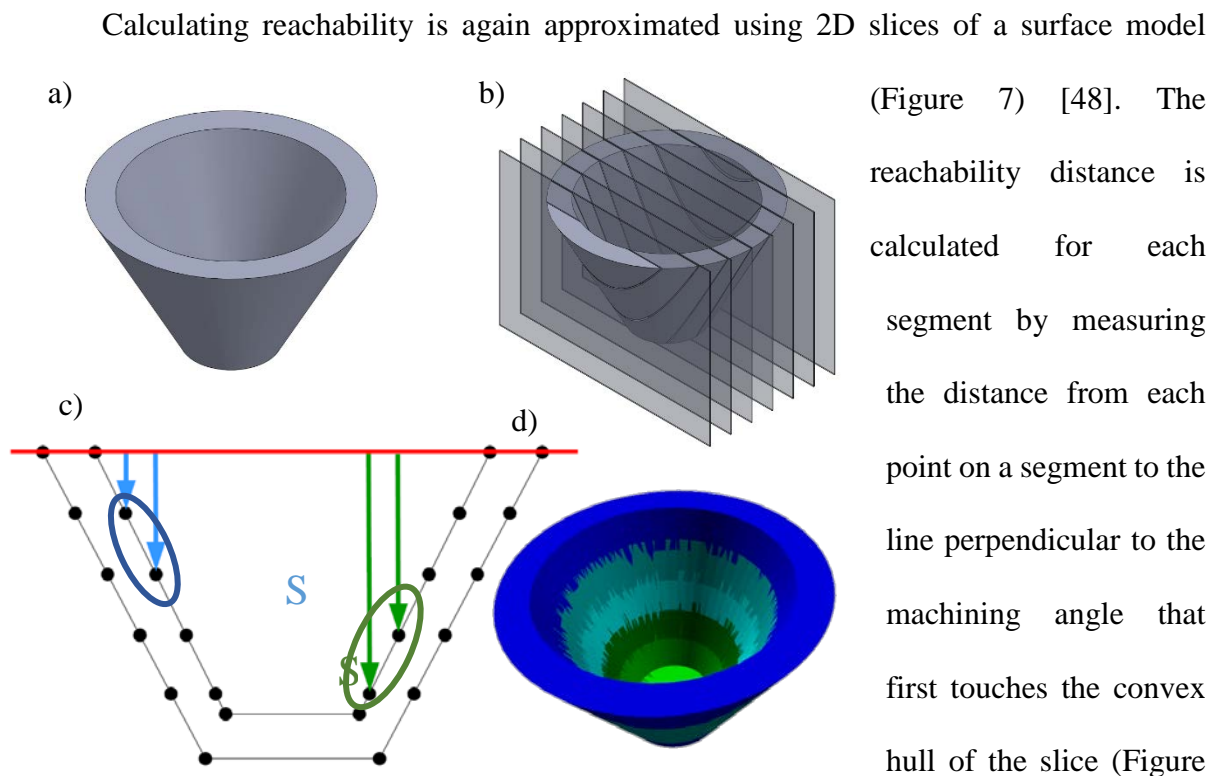 Calculating reachability is again approximated using 2D slices of a surface model
a)
b)
(Figure 7) [48]. The
reachability distance is
calculated for each
segment by measuring
the distance from each
point on a segment to the
line perpendicular to the
machining angle that
first touches the convex
hull of the slice (Figure
c)
d)
S
S